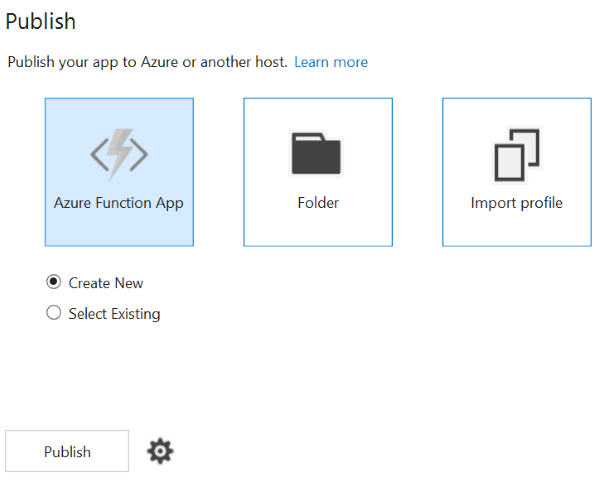 Publish
Publish your app to Azure or another host. Learn more
Azure Function App
Folder
Import profile
Create New
Select Existing
Publish